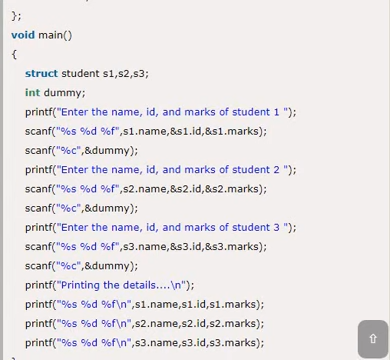 };
void main()
{
struct student s1,s2,s3;
int dummy;
printf("Enter the name, id, and marks of student 1 ");
scanf("%s %d %f",s1.name,&s1.id,&s1.marks);
scanf("%c",&dummy);
printf("Enter the name, id, and marks of student 2 ");
scanf("%s %d %f",s2.name,&s2.id,&s2.marks);
scanf("%c",&dummy);
printf("Enter the name, id, and marks of student 3 ");
scanf("%s %d %f",s3.name,&s3.id,&s3.marks);
scanf("%c",&dummy);
printf("Printing the details....\n");
printf("%s %d %f\n",s1.name,s1.id,s1.marks);
printf("%s %d %f\n",s2.name,s2.id,s2.marks);
printf("%s %d %f\n",s3.name,s3.id,s3.marks);